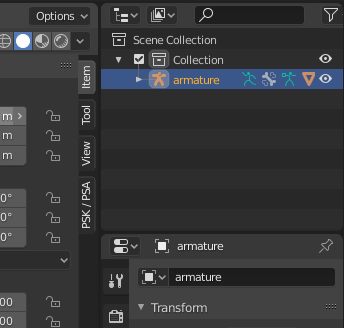 Options
Scene Collection
Collection
armature
Item
Tool
View
PSK / PSA
m
m
m
0°
0°
0°
00
00
armature
armature
Transform